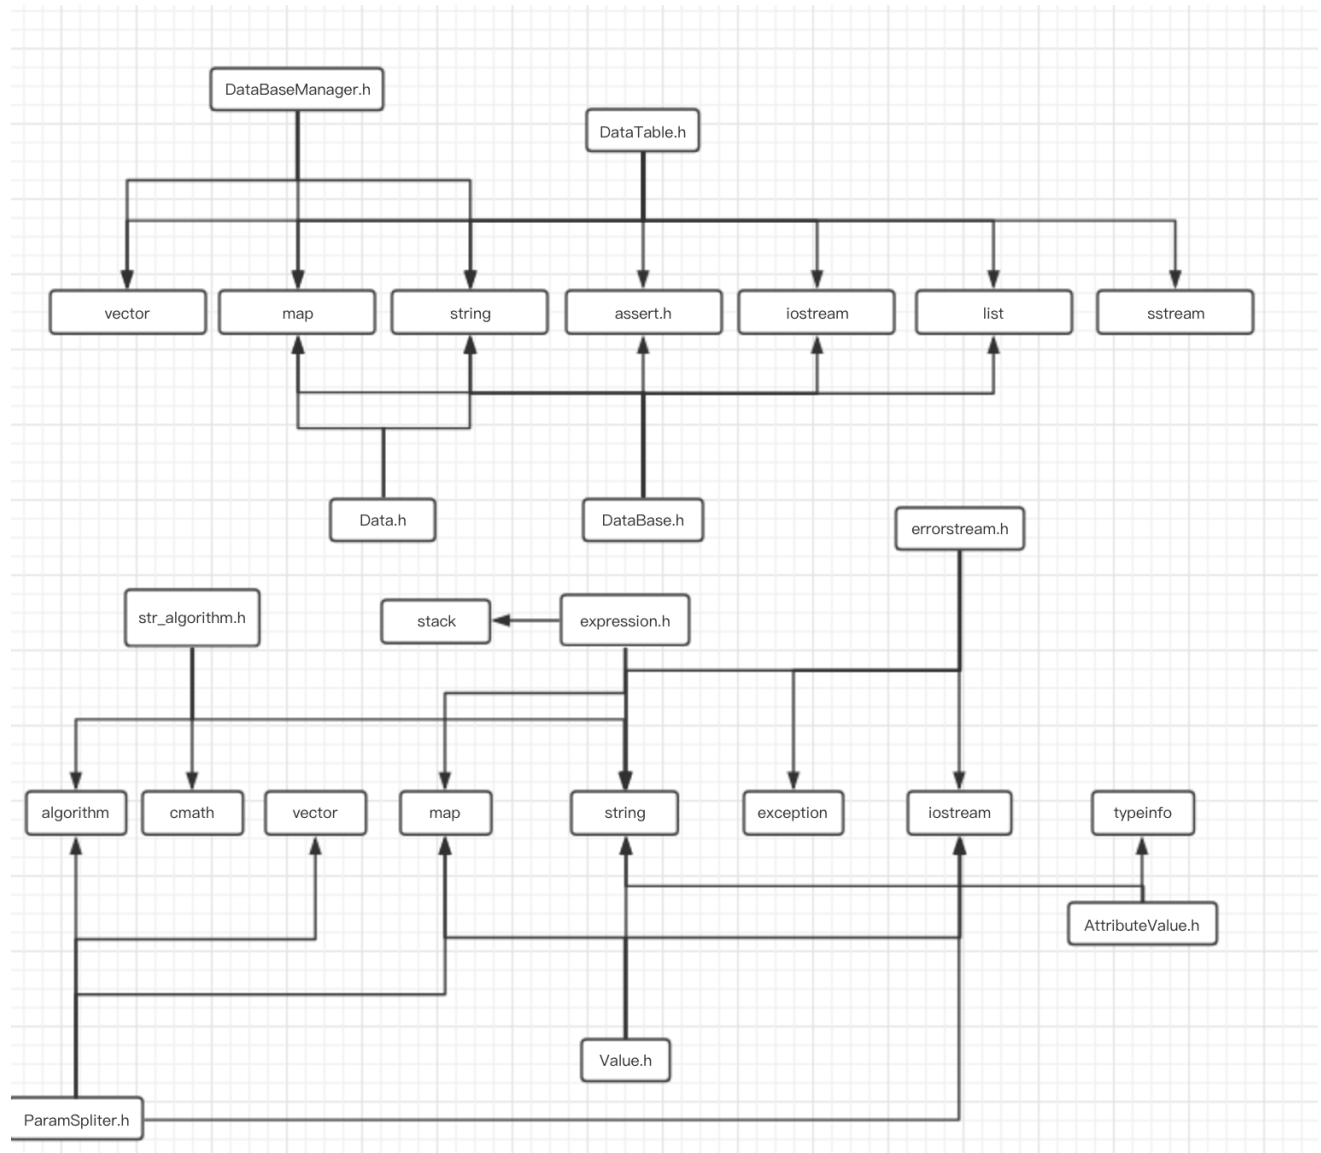 DataBaseManager.h
DataTable.h
vector
map
string
assert.h
iostream
list
sstream
Data.h
DataBase.h
errorstream.h
str_algorithm.h
stack
expression.h
algorithm
cmath
vector
map
string
exception
iostream
typeinfo
AttributeValue.h
Value.h
ParamSpliter.h